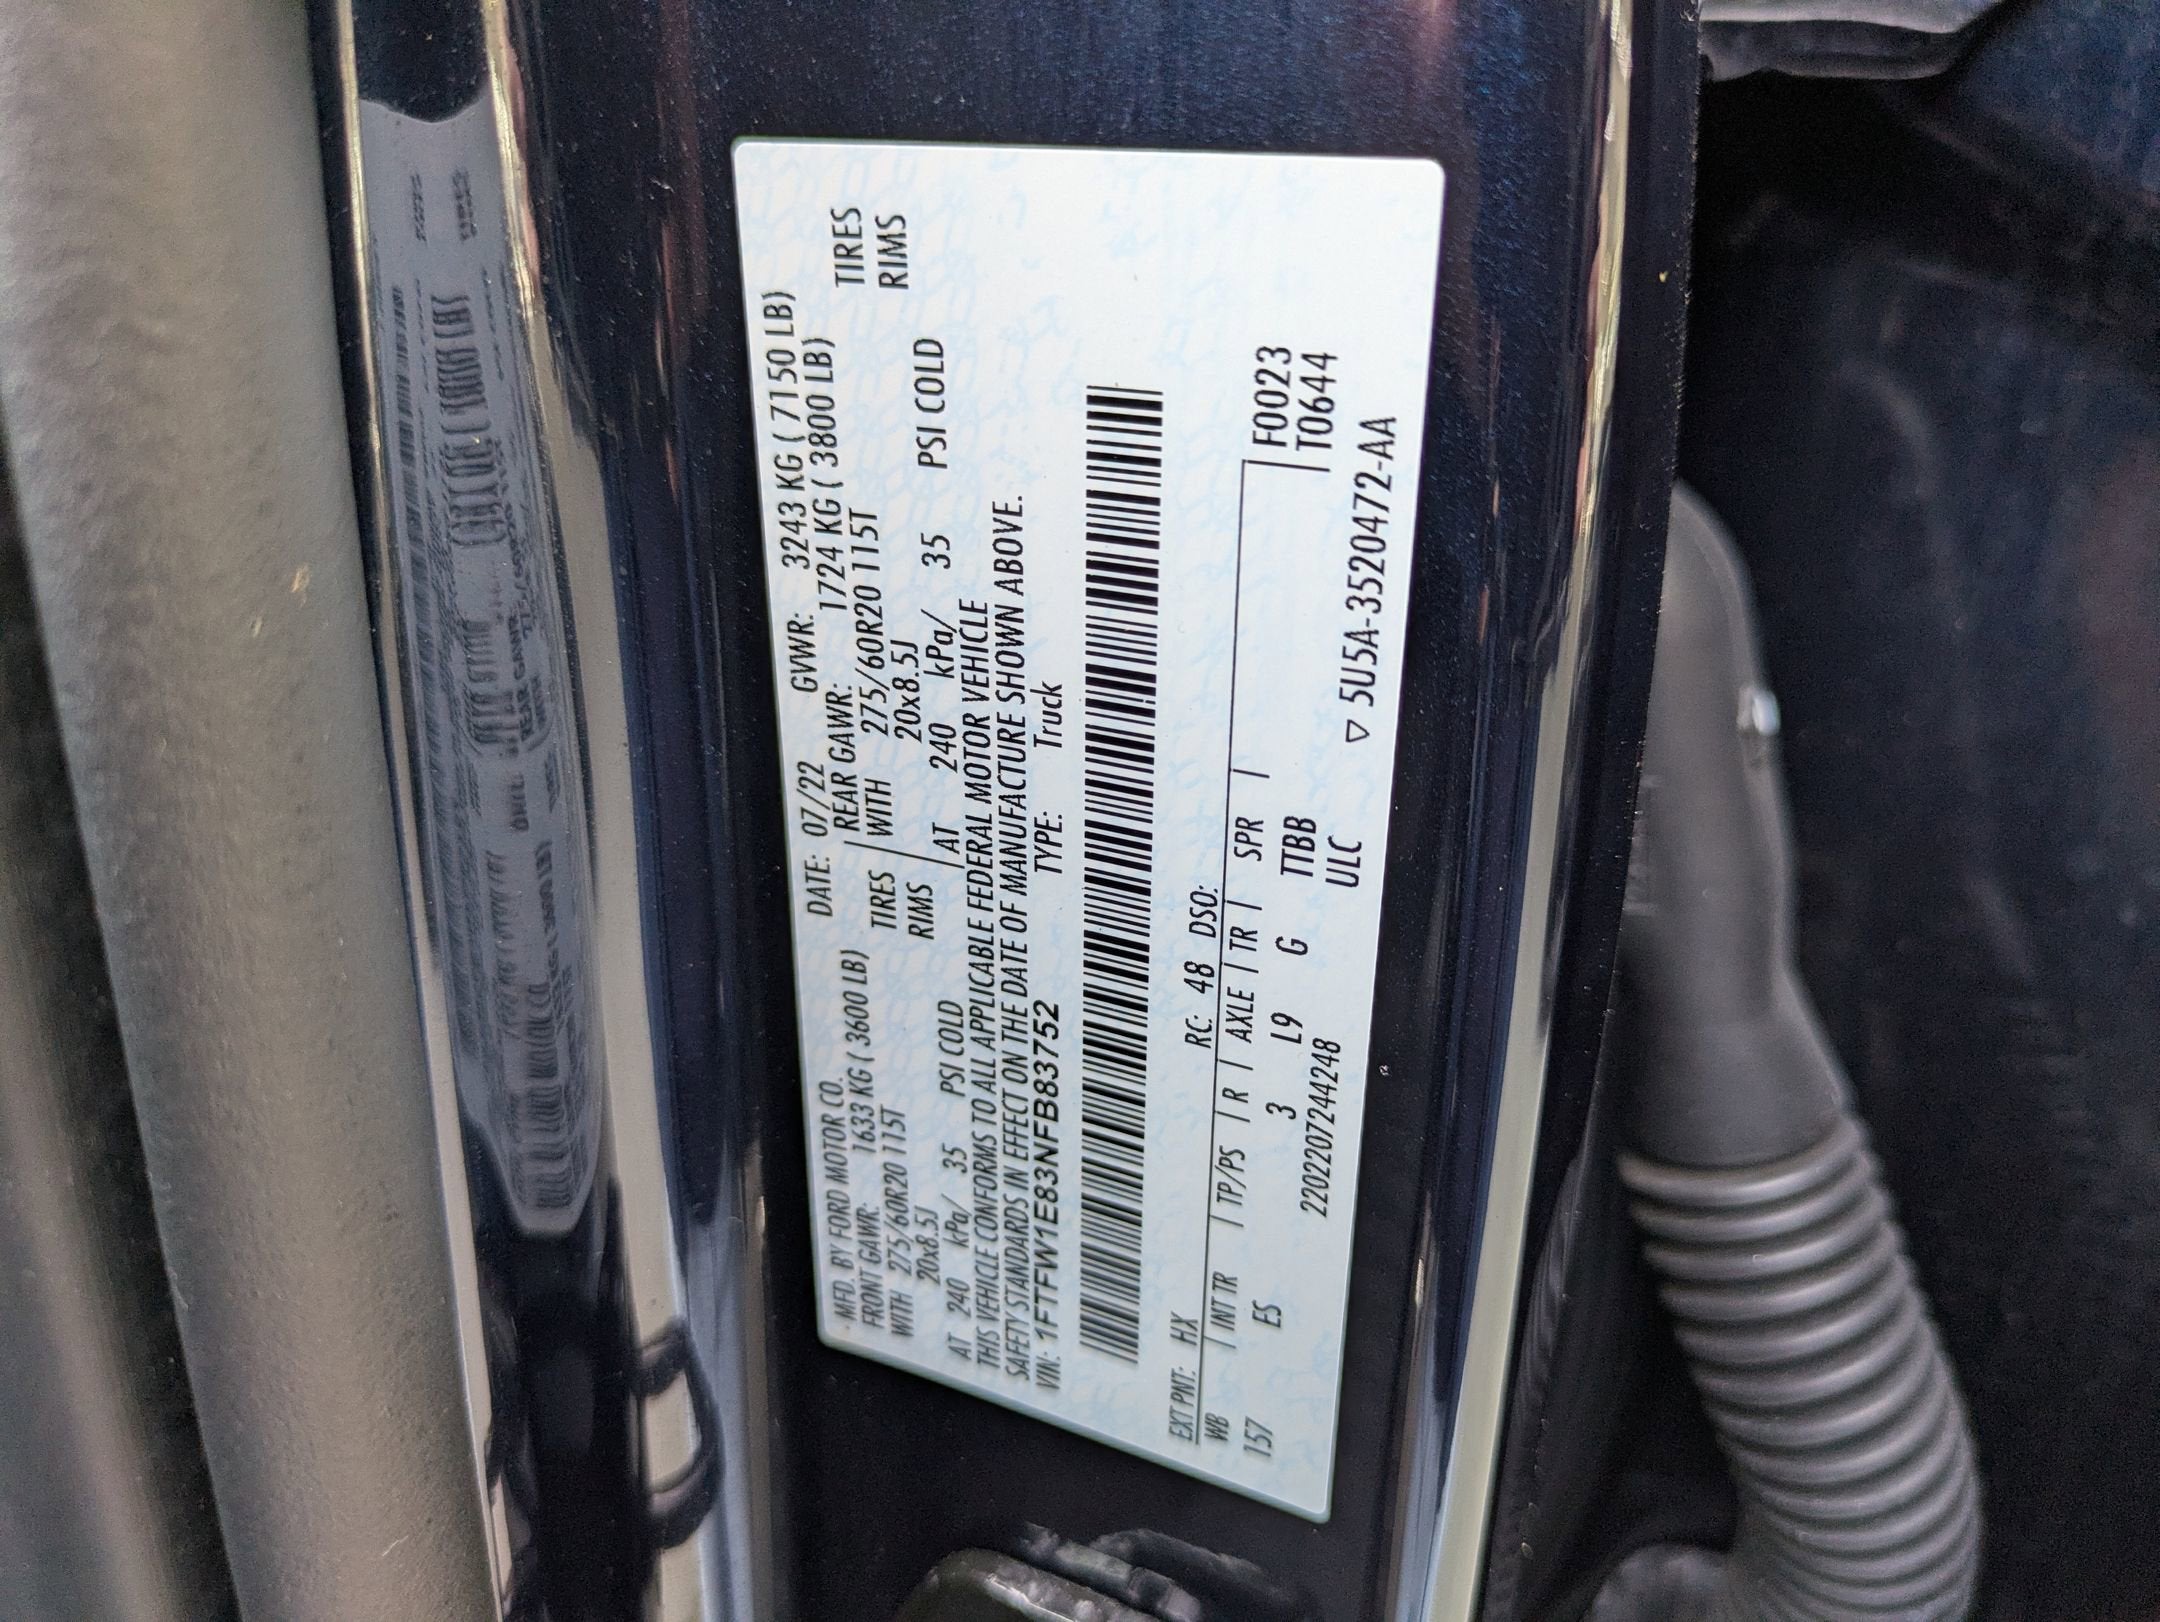 MFD. BY FORD MOTOR CO.
DATE: 07/22 GVWR: 3243 KG ( 7150 LB)
FRONT GAWR: 1633 KG ( 3600 LB) REAR GAWR: 1724 KG ( 3800 LB)
WITH 275/60R20 115T TIRES WITH 275/60R20 115T TIRES
20x8.5J RIMS 20x8.5J RIMS
AT 240 kPa/ 35 PSI COLD AT 240 kPa/ 35 PSI COLD
THIS VEHICLE CONFORMS TO ALL APPLICABLE FEDERAL MOTOR VEHICLE
SAFETY STANDARDS IN EFFECT ON THE DATE OF MANUFACTURE SHOWN ABOVE.
VIN: 1FTFW1E83NFB83752 TYPE: Truck
EXT PNT: HX RC: 48 DSO:
WB | INT TR | TP/PS | R | AXLE | TR | SPR | F0023
157 ES 3 L9 G TTBB T0644
2202207244248 ULC
▽ 5U5A-3520472-AA